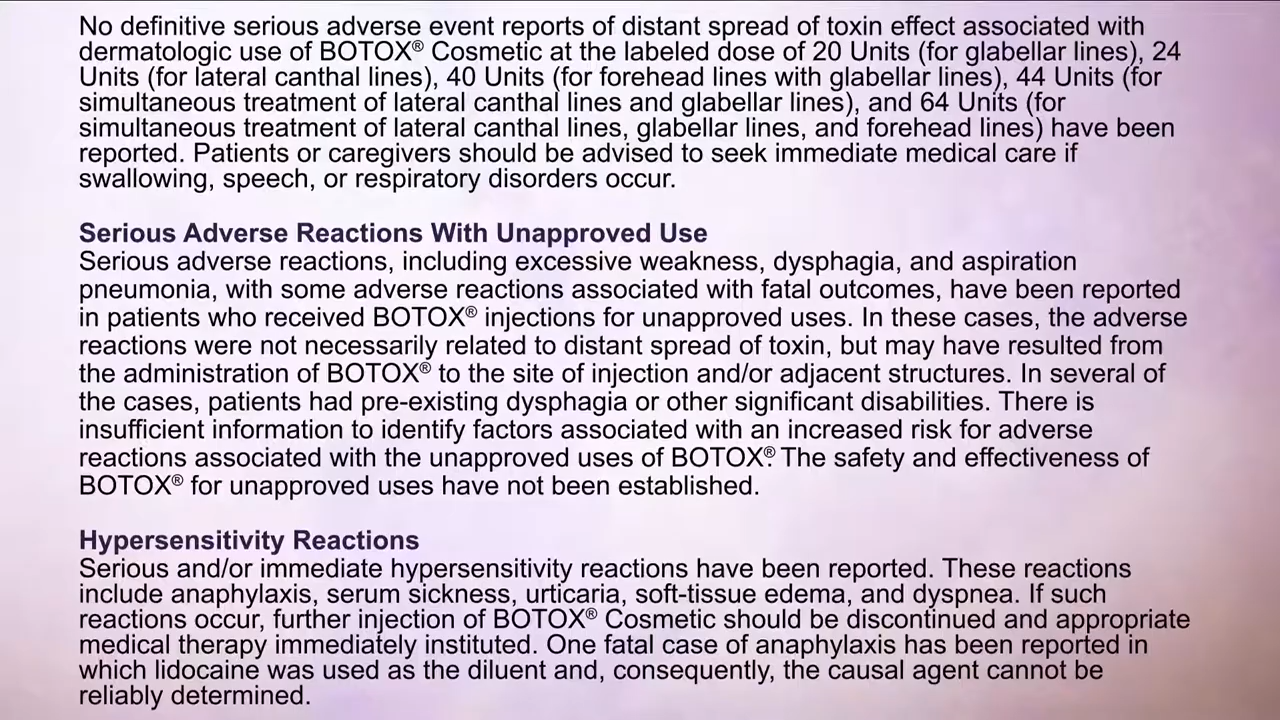 No definitive serious adverse event reports of distant spread of toxin effect associated with
dermatologic use of BOTOX® Cosmetic at the labeled dose of 20 Units (for glabellar lines), 24
Units (for lateral canthal lines), 40 Units (for forehead lines with glabellar lines), 44 Units (for
simultaneous treatment of lateral canthal lines and glabellar lines), and 64 Units (for
simultaneous treatment of lateral canthal lines, glabellar lines, and forehead lines) have been
reported. Patients or caregivers should be advised to seek immediate medical care if
swallowing, speech, or respiratory disorders occur.
Serious Adverse Reactions With Unapproved Use
Serious adverse reactions, including excessive weakness, dysphagia, and aspiration
pneumonia, with some adverse reactions associated with fatal outcomes, have been reported
in patients who received BOTOX® injections for unapproved uses. In these cases, the adverse
reactions were not necessarily related to distant spread of toxin, but may have resulted from
the administration of BOTOX® to the site of injection and/or adjacent structures. In several of
the cases, patients had pre-existing dysphagia or other significant disabilities. There is
insufficient information to identify factors associated with an increased risk for adverse
reactions associated with the unapproved uses of BOTOX®. The safety and effectiveness of
BOTOX® for unapproved uses have not been established.
Hypersensitivity Reactions
Serious and/or immediate hypersensitivity reactions have been reported. These reactions
include anaphylaxis, serum sickness, urticaria, soft-tissue edema, and dyspnea. If such
reactions occur, further injection of BOTOX® Cosmetic should be discontinued and appropriate
medical therapy immediately instituted. One fatal case of anaphylaxis has been reported in
which lidocaine was used as the diluent and, consequently, the causal agent cannot be
reliably determined.